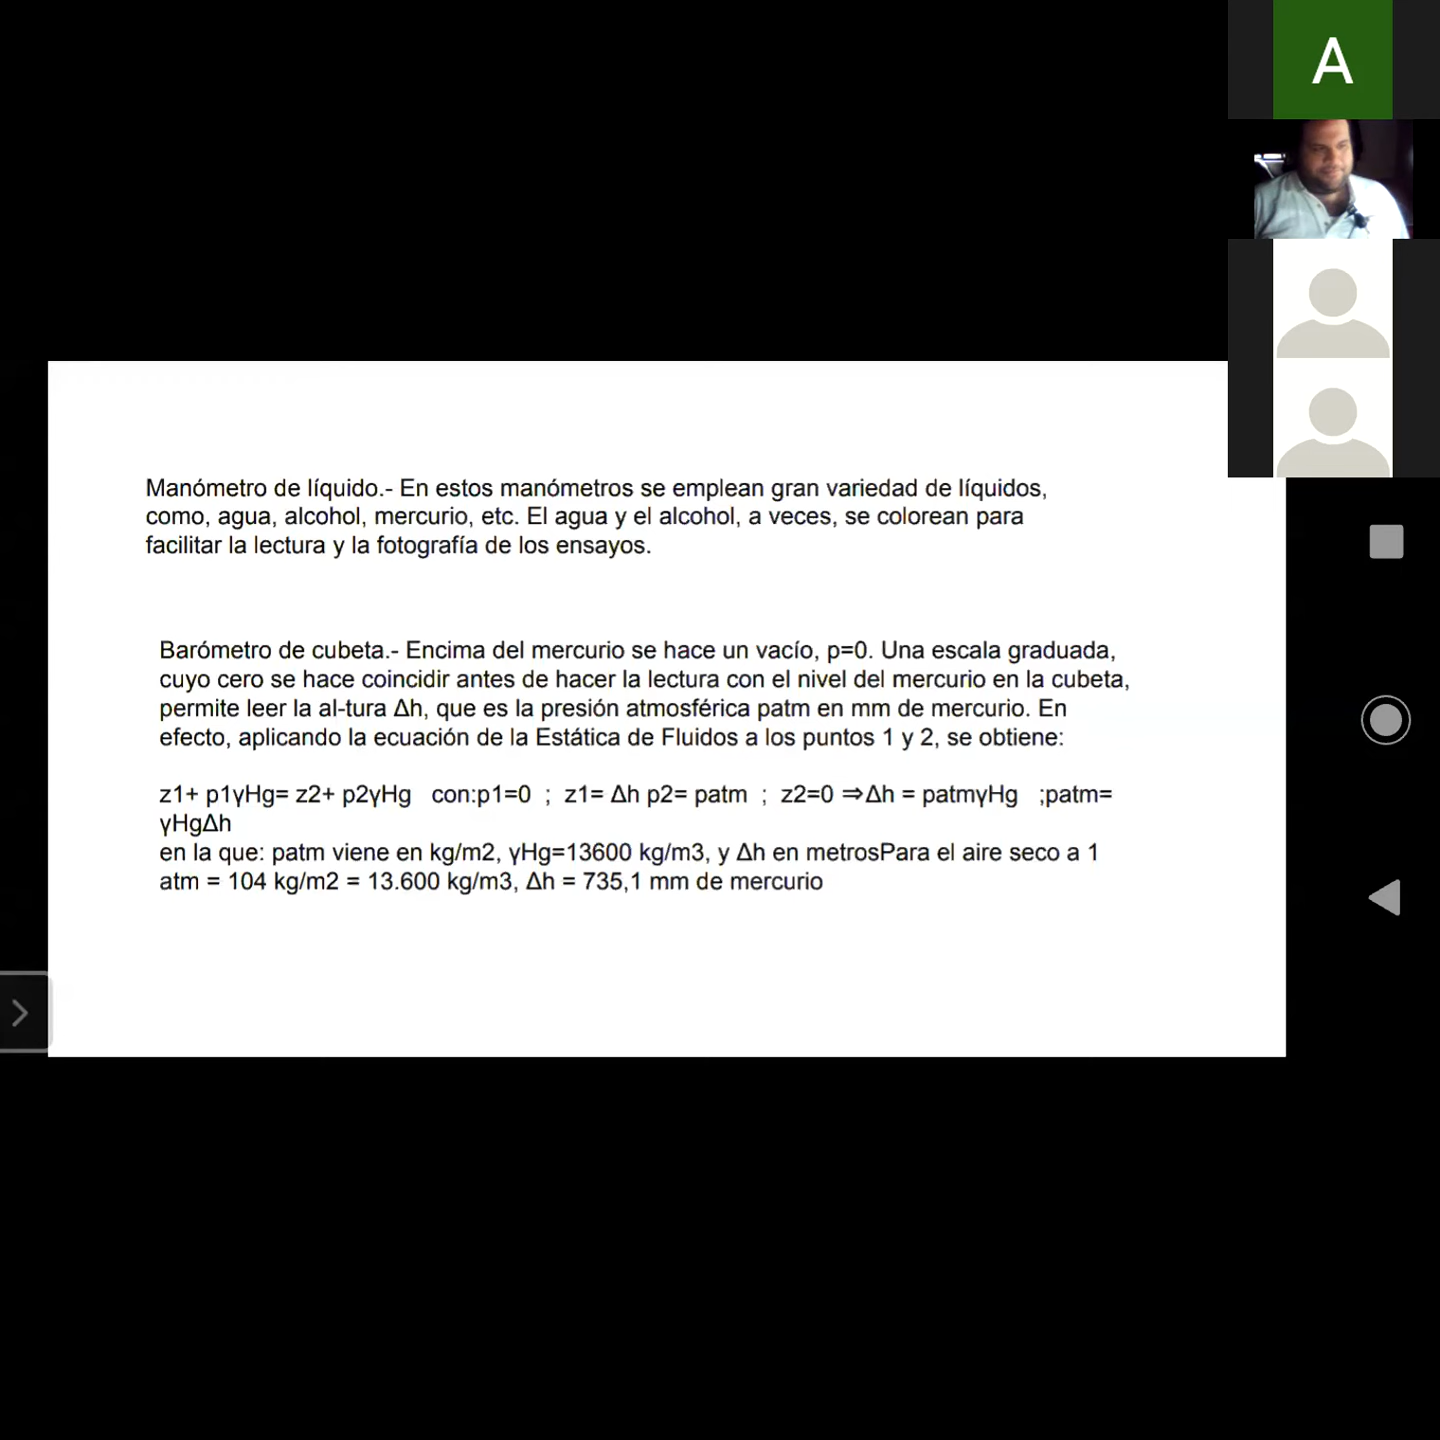 A
Manómetro de líquido.- En estos manómetros se emplean gran variedad de líquidos,
como, agua, alcohol, mercurio, etc. El agua y el alcohol, a veces, se colorean para
facilitar la lectura y la fotografía de los ensayos.
Barómetro de cubeta.- Encima del mercurio se hace un vacío, p=0. Una escala graduada,
cuyo cero se hace coincidir antes de hacer la lectura con el nivel del mercurio en la cubeta,
permite leer la al-tura Δh, que es la presión atmosférica patm en mm de mercurio. En
efecto, aplicando la ecuación de la Estática de Fluidos a los puntos 1 y 2, se obtiene:
z1+ p1γHg= z2+ p2γHg con:p1=0 ; z1= Δh p2= patm ; z2=0 ⇒Δh = patmγHg ;patm=
γHgΔh
en la que: patm viene en kg/m2, γHg=13600 kg/m3, y Δh en metrosPara el aire seco a 1
atm = 104 kg/m2 = 13.600 kg/m3, Δh = 735,1 mm de mercurio